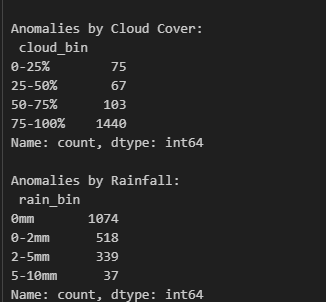 Anomalies by Cloud Cover:
cloud_bin
0-25% 75
25-50% 67
50-75% 103
75-100% 1440
Name: count, dtype: int64
Anomalies by Rainfall:
rain_bin
0mm 1074
0-2mm 518
2-5mm 339
5-10mm 37
Name: count, dtype: int64